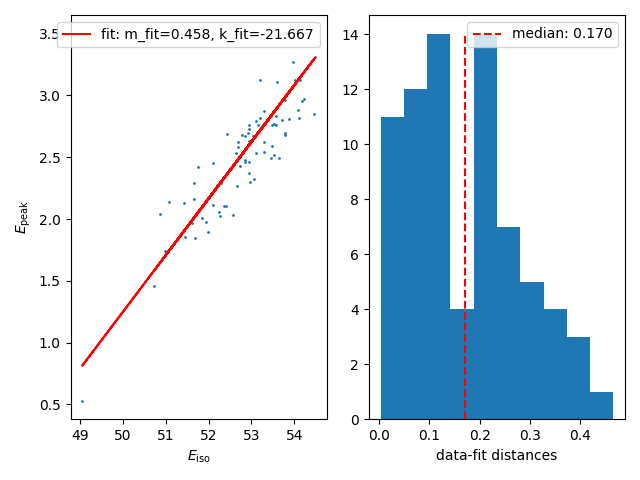 fit: m_fit=0.458, k_fit=-21.667
3.5
3.0
2.5
2.0
1.5
1.0
0.5
E_peak
49 50 51 52 53 54
E_iso
median: 0.170
14
12
10
8
6
4
2
0
0.0 0.1 0.2 0.3 0.4
data-fit distances